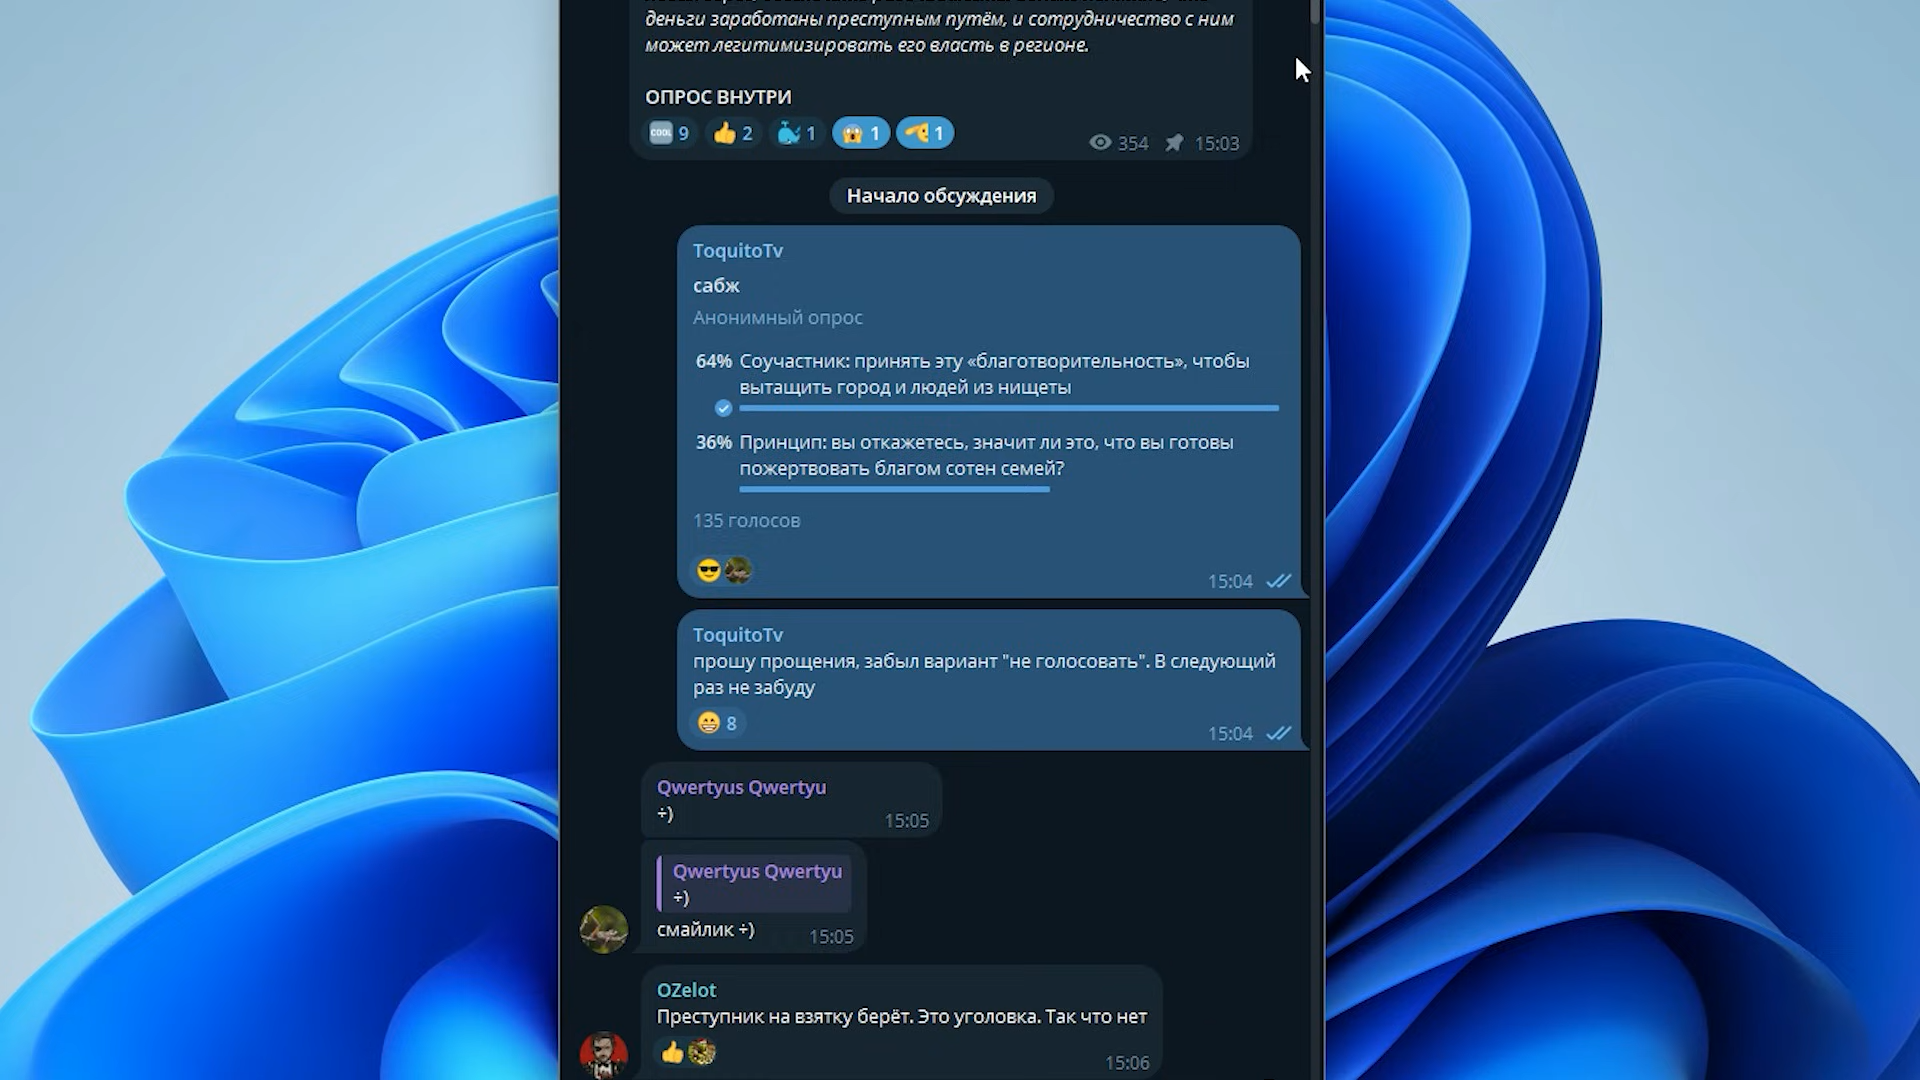 деньги заработаны преступным путём, и сотрудничество с ним
может легитимизировать его власть в регионе.
ОПРОС ВНУТРИ
COOL 9 2 1 1 1 354 15:03
Начало обсуждения
ToquitoTv
сабж
Анонимный опрос
64% Соучастник: принять эту «благотворительность», чтобы
вытащить город и людей из нищеты
36% Принцип: вы откажетесь, значит ли это, что вы готовы
пожертвовать благом сотен семей?
135 голосов
15:04
ToquitoTv
прошу прощения, забыл вариант "не голосовать". В следующий
раз не забуду
8 15:04
Qwertyus Qwertyu
÷)
15:05
Qwertyus Qwertyu
÷)
смайлик ÷) 15:05
OZelot
Преступник на взятку берёт. Это уголовка. Так что нет
15:06